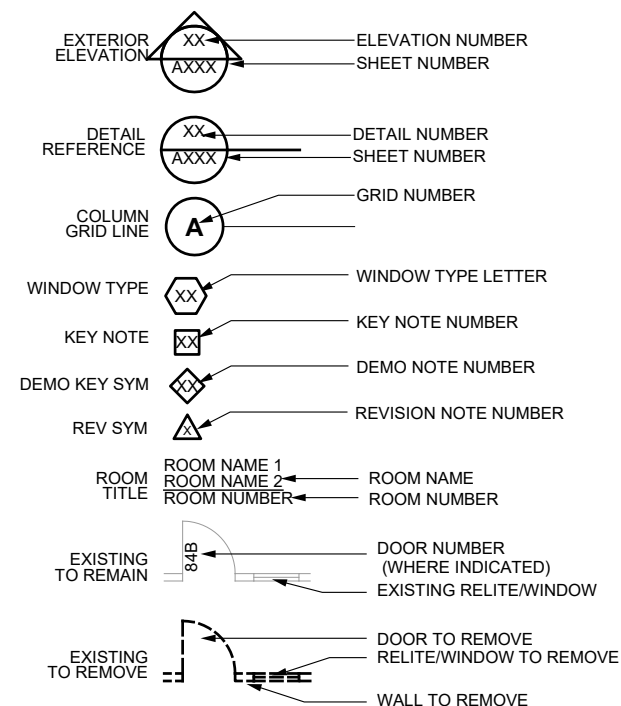 EXTERIOR
ELEVATION
XX
AXXX
ELEVATION NUMBER
SHEET NUMBER
DETAIL
REFERENCE
XX
AXXX
DETAIL NUMBER
SHEET NUMBER
COLUMN
GRID LINE
A
GRID NUMBER
WINDOW TYPE
XX
WINDOW TYPE LETTER
KEY NOTE
XX
KEY NOTE NUMBER
DEMO KEY SYM
XX
DEMO NOTE NUMBER
REV SYM
X
REVISION NOTE NUMBER
ROOM
TITLE
ROOM NAME 1
ROOM NAME 2
ROOM NUMBER
ROOM NAME
ROOM NUMBER
EXISTING
TO REMAIN
84B
DOOR NUMBER
(WHERE INDICATED)
EXISTING RELITE/WINDOW
EXISTING
TO REMOVE
DOOR TO REMOVE
RELITE/WINDOW TO REMOVE
WALL TO REMOVE